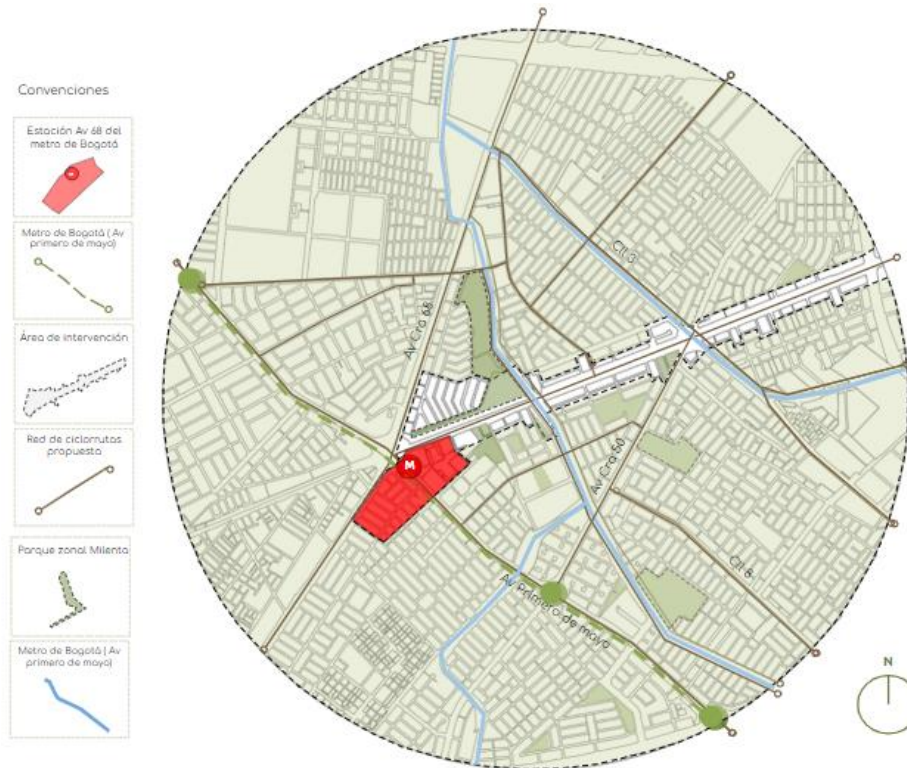 Convenciones
Estación Av 68 del
metro de Bogotá
Metro de Bogotá ( Av
primero de mayo)
Área de intervención
Red de ciclorrutas
propuesta
Parque zonal Milenta
Metro de Bogotá ( Av
primero de mayo)
Cll 3
Av Cra 68
M
Av Cra 50
Cll 8
Av Primero de mayo
N